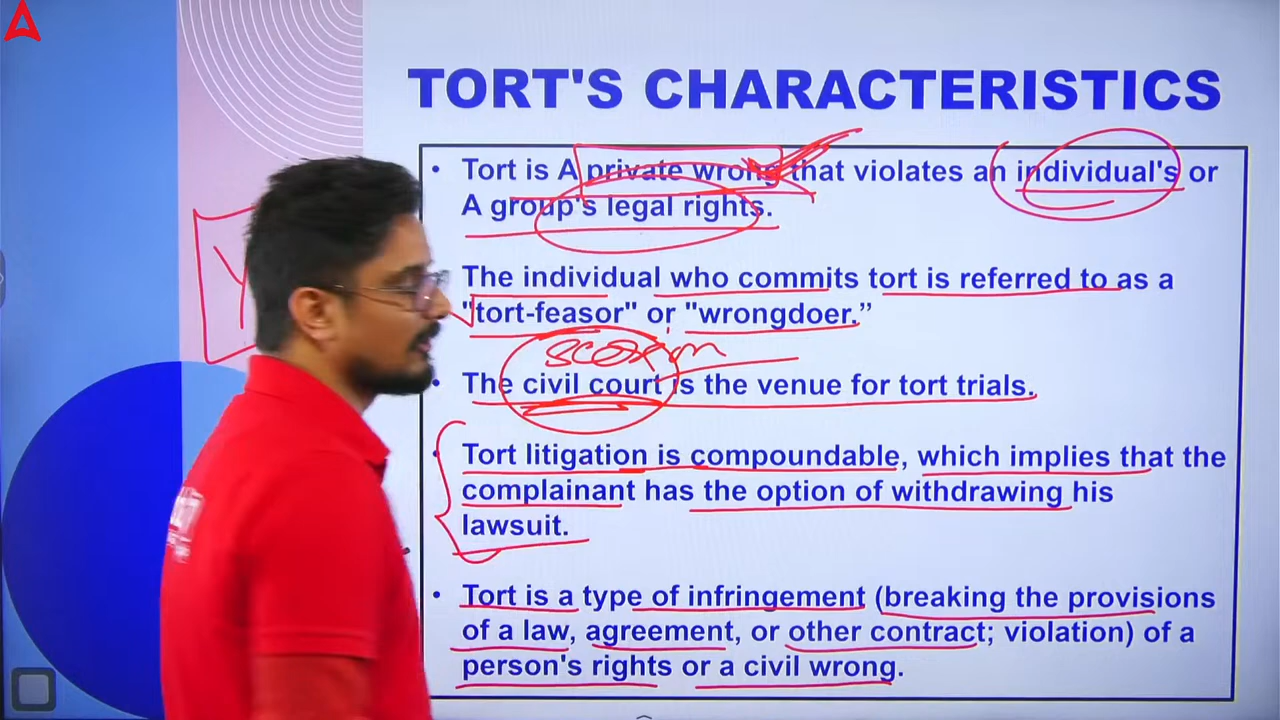 TORT'S CHARACTERISTICS
• Tort is A private wrong that violates an individual's or
A group's legal rights.
The individual who commits tort is referred to as a
"tort-feasor" or "wrongdoer.”
• The civil court is the venue for tort trials.
• Tort litigation is compoundable, which implies that the
complainant has the option of withdrawing his
lawsuit.
• Tort is a type of infringement (breaking the provisions
of a law, agreement, or other contract; violation) of a
person's rights or a civil wrong.